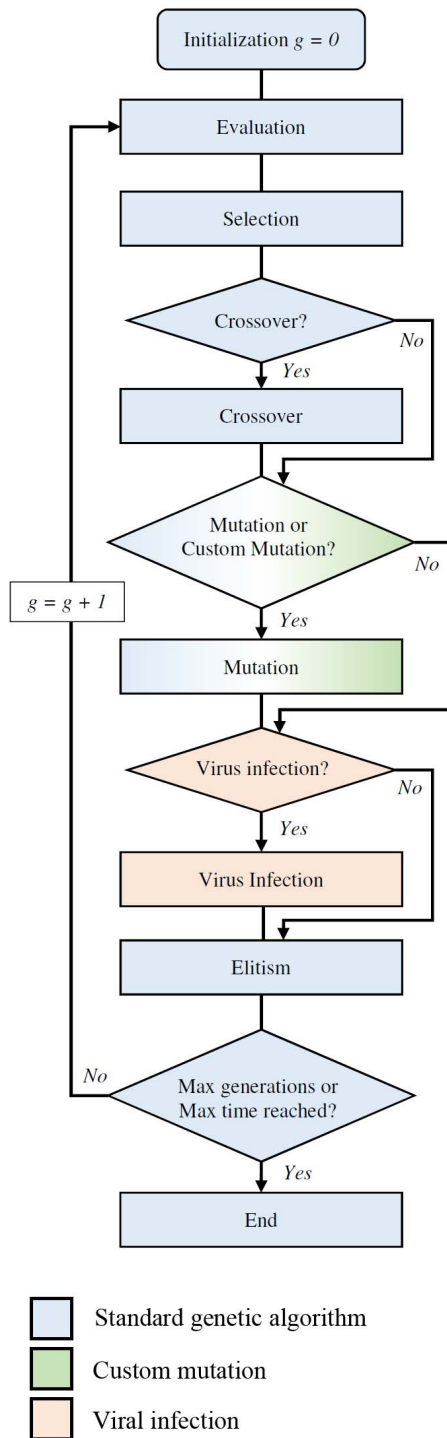 Initialization g = 0
Evaluation
Selection
Crossover?
No
Yes
Crossover
Mutation or
Custom Mutation?
No
Yes
g = g + 1
Mutation
Virus infection?
No
Yes
Virus Infection
Elitism
No
Max generations or
Max time reached?
Yes
End
Standard genetic algorithm
Custom mutation
Viral infection